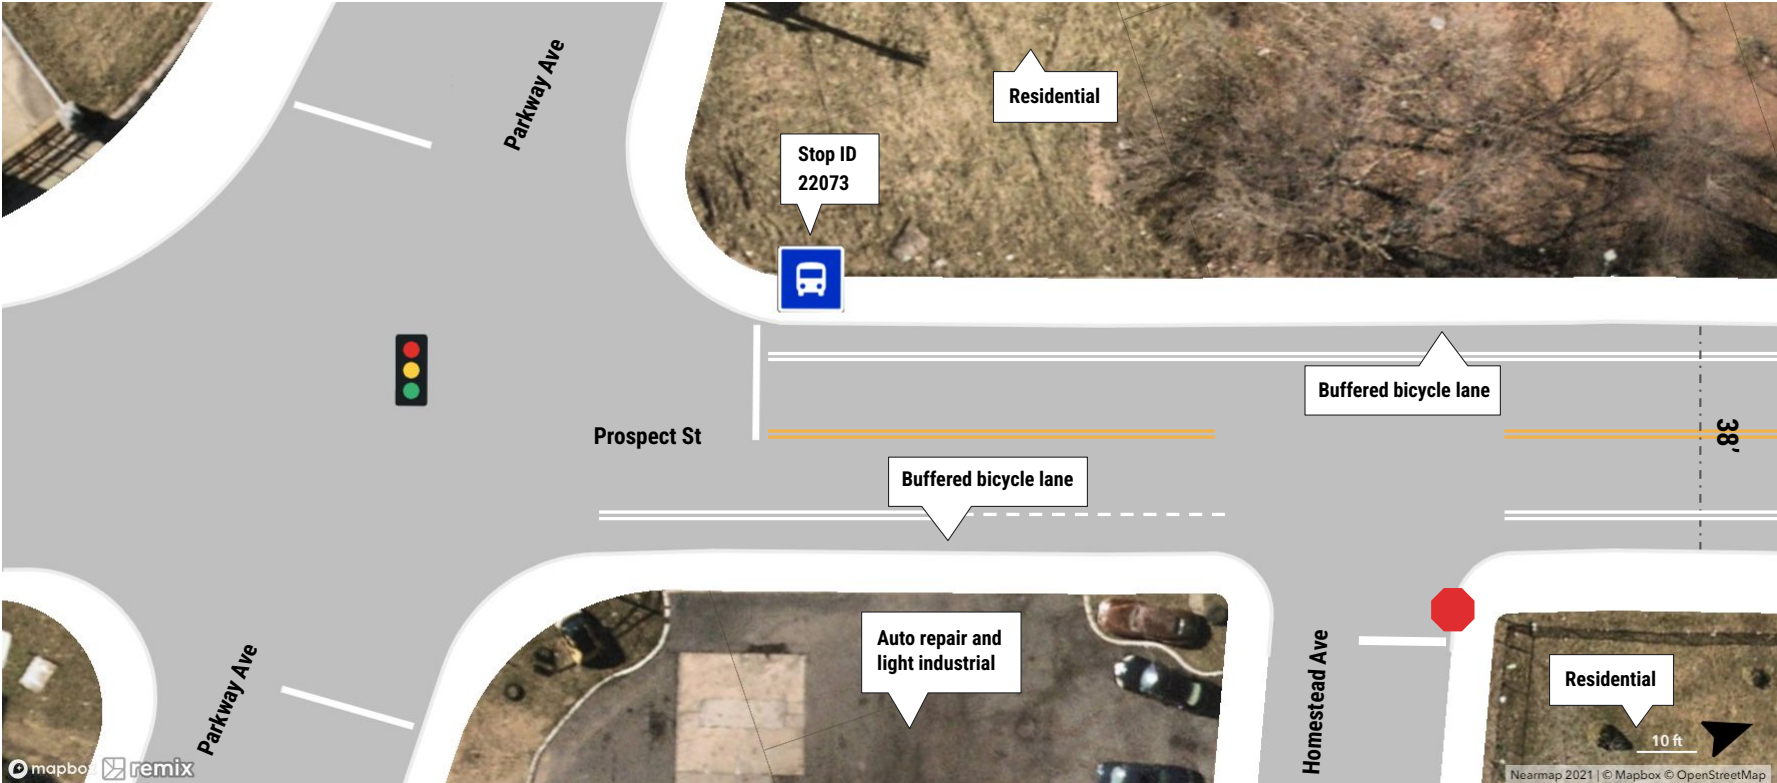 Parkway Ave
Residential
Stop ID
22073
Buffered bicycle lane
38'
Prospect St
Buffered bicycle lane
Auto repair and
light industrial
Homestead Ave
Parkway Ave
Residential
10 ft
mapbox
remix
Nearmap 2021 | © Mapbox © OpenStreetMap